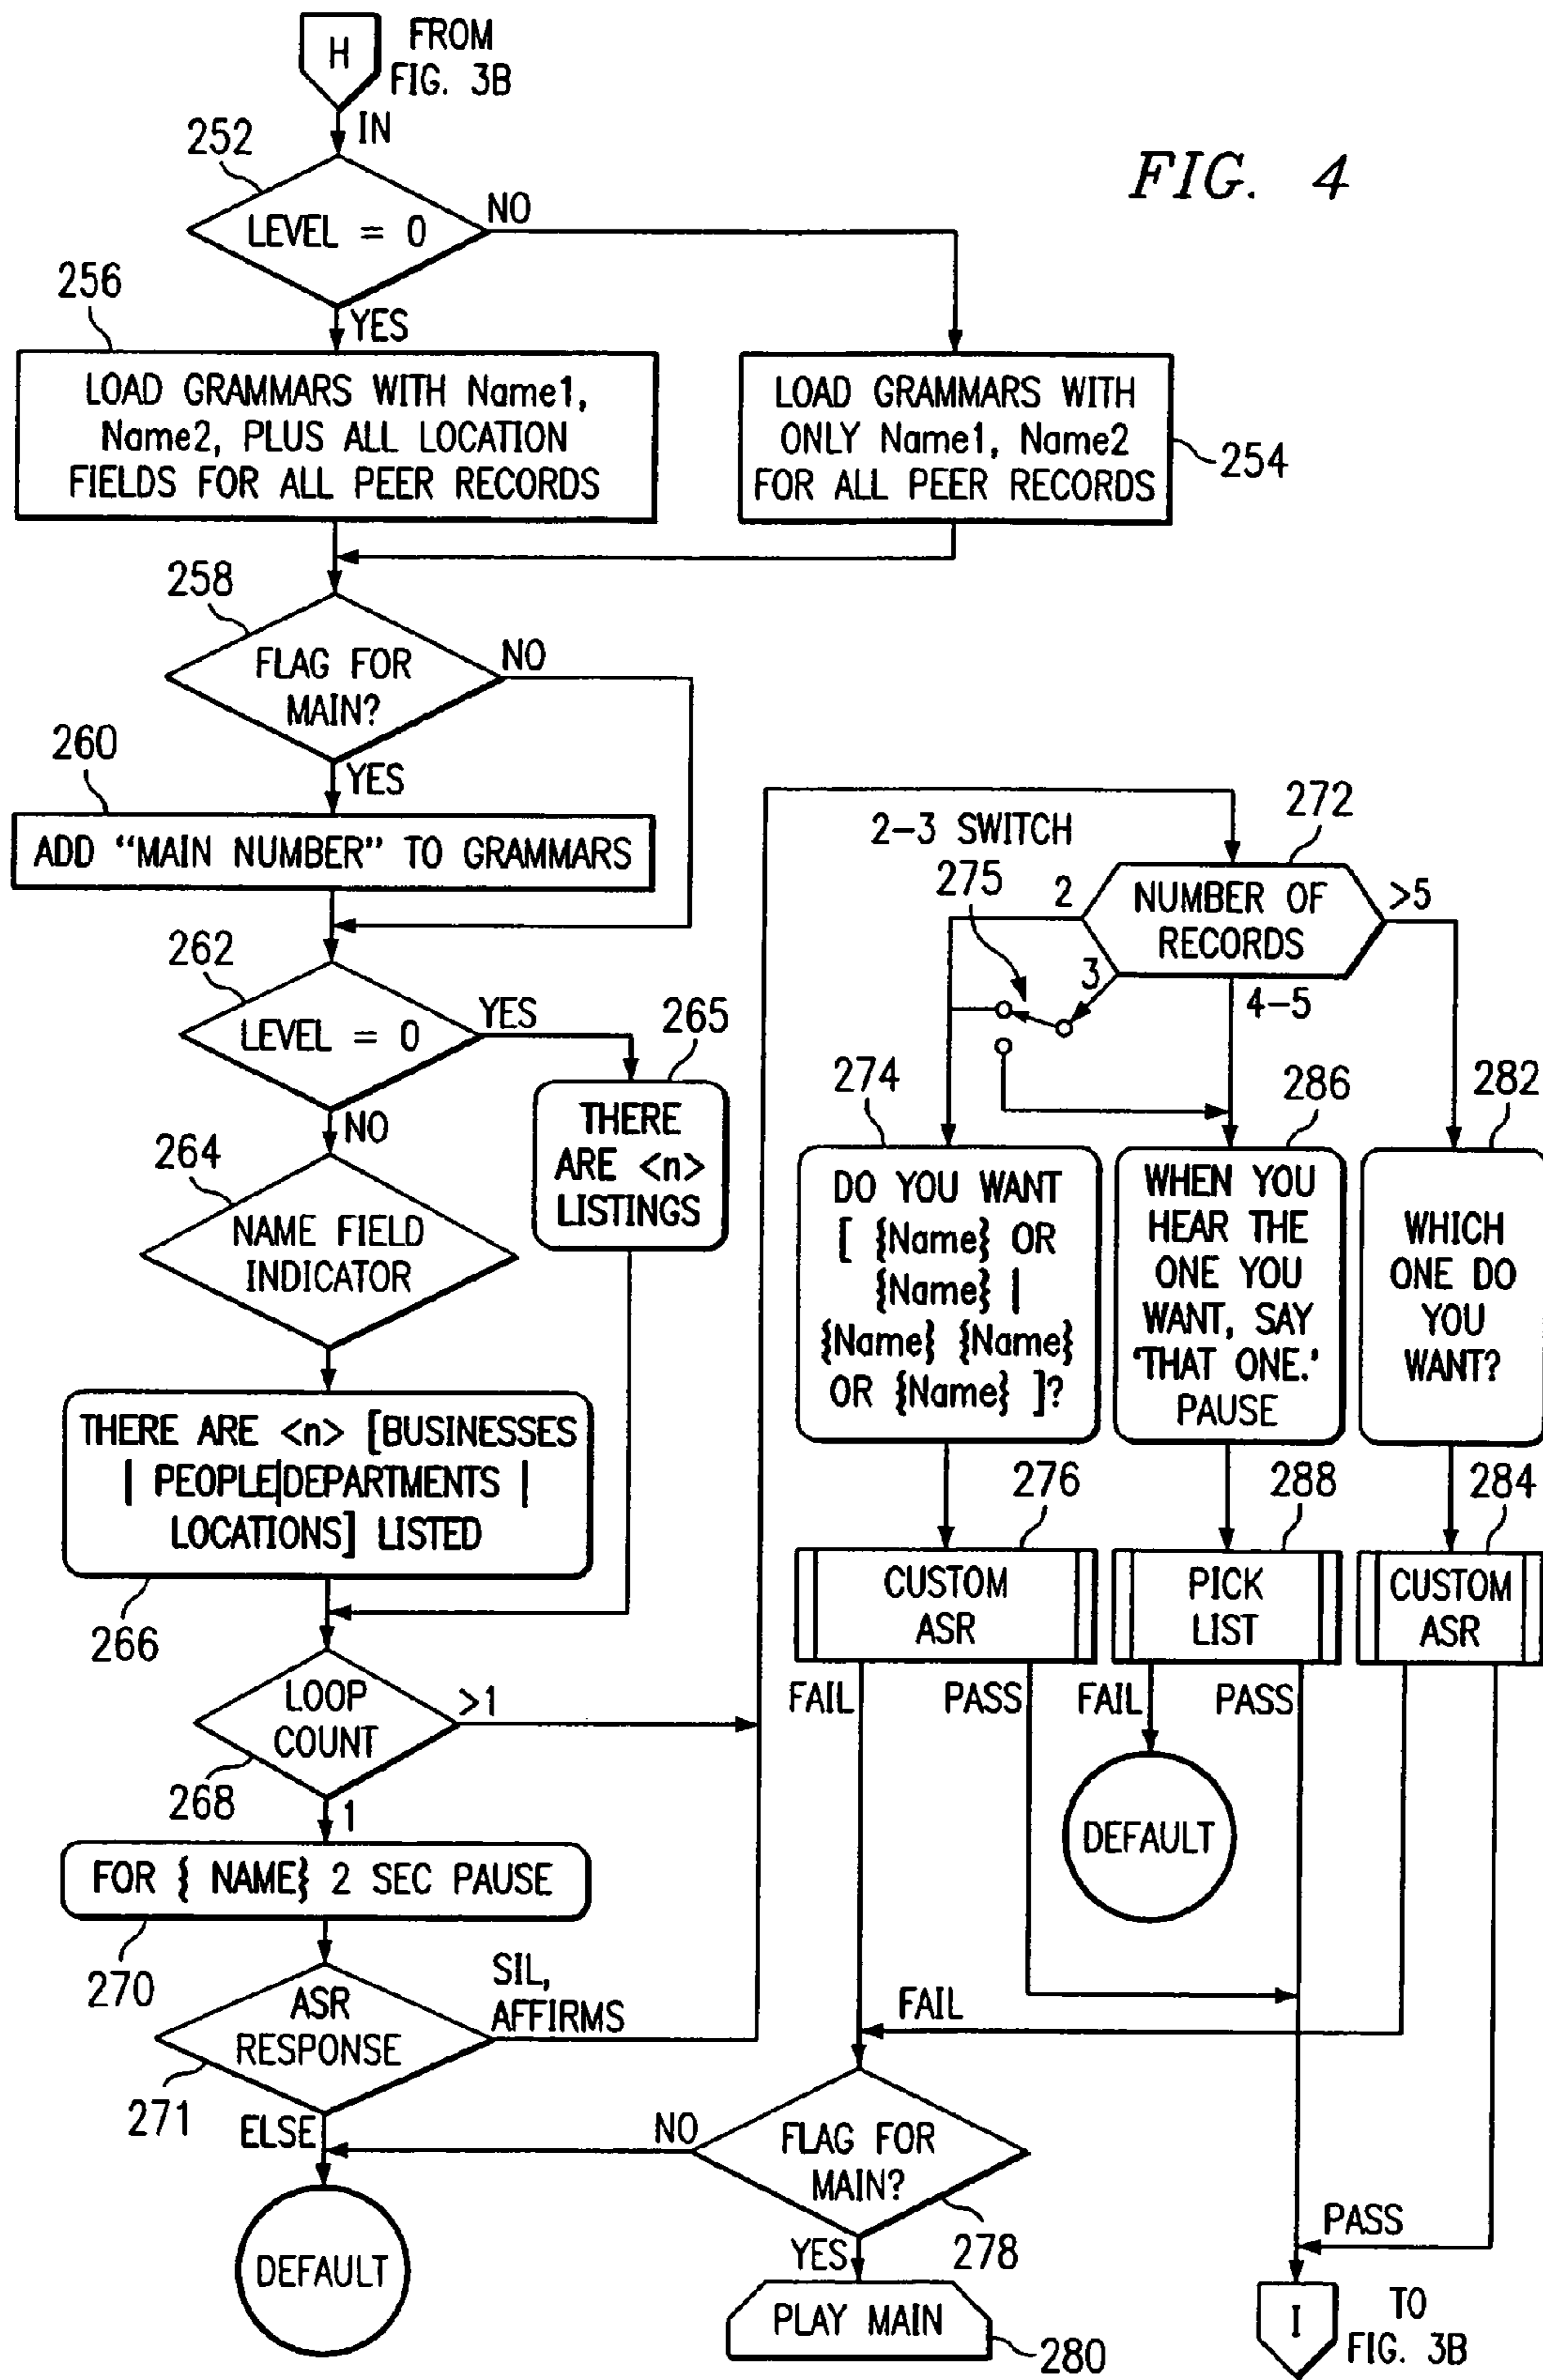 H
FROM
FIG. 3B
IN
FIG. 4
252
LEVEL = 0
NO
YES
256
LOAD GRAMMARS WITH Name1,
Name2, PLUS ALL LOCATION
FIELDS FOR ALL PEER RECORDS
LOAD GRAMMARS WITH
ONLY Name1, Name2
FOR ALL PEER RECORDS
254
258
FLAG FOR
MAIN?
NO
YES
260
ADD “MAIN NUMBER” TO GRAMMARS
262
LEVEL = 0
YES
NO
265
THERE
ARE <n>
LISTINGS
264
NAME FIELD
INDICATOR
THERE ARE <n> [BUSINESSES
| PEOPLE|DEPARTMENTS |
LOCATIONS] LISTED
266
LOOP
COUNT
>1
268
1
FOR { NAME} 2 SEC PAUSE
270
ASR
RESPONSE
SIL,
AFFIRMS
271
ELSE
DEFAULT
2-3 SWITCH
275
272
NUMBER OF
RECORDS
2
3
4-5
>5
274
DO YOU WANT
[ {Name} OR
{Name} |
{Name} {Name}
OR {Name} ]?
286
WHEN YOU
HEAR THE
ONE YOU
WANT, SAY
‘THAT ONE.’
PAUSE
282
WHICH
ONE DO
YOU
WANT?
276
CUSTOM
ASR
288
PICK
LIST
284
CUSTOM
ASR
FAIL
PASS
FAIL
PASS
DEFAULT
FAIL
FLAG FOR
MAIN?
NO
YES
278
PLAY MAIN
280
PASS
I
TO
FIG. 3B